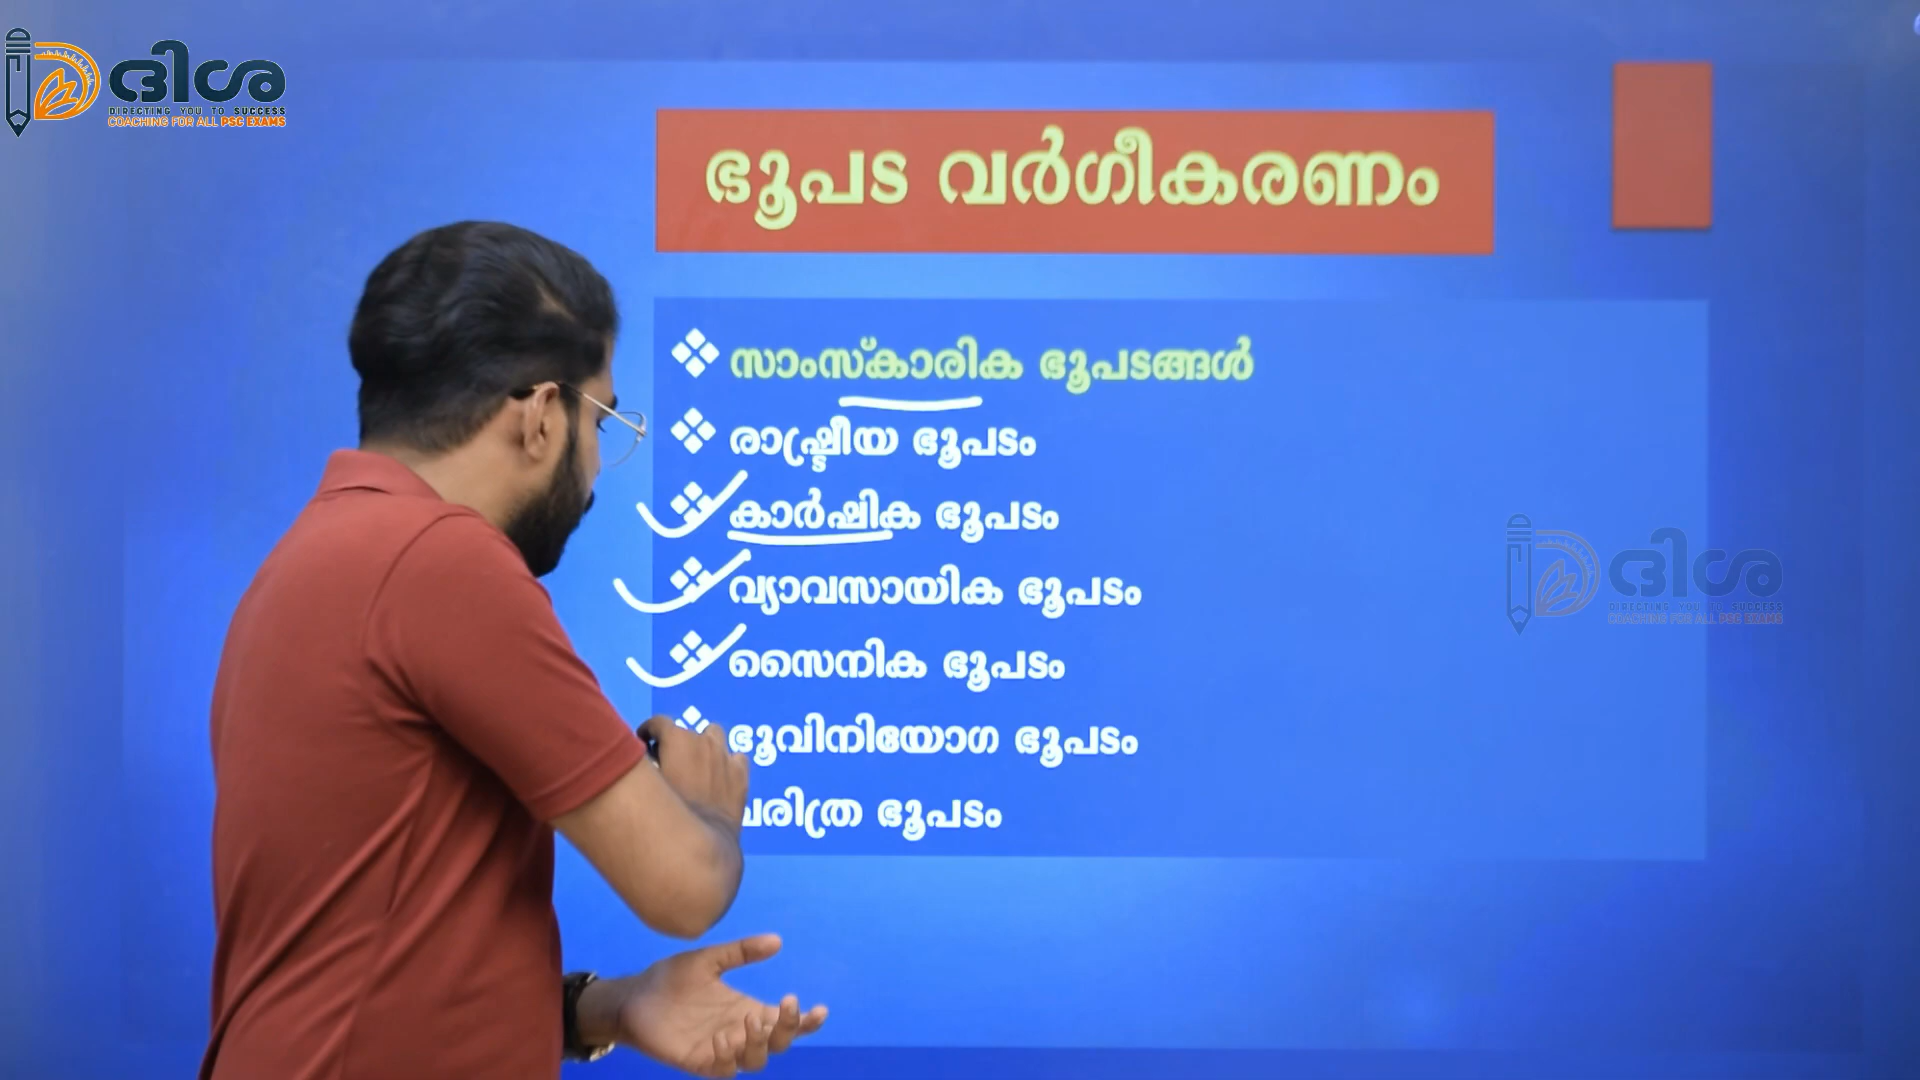 ദിശ
DIRECTING YOU TO SUCCESS
COACHING FOR ALL PSC EXAMS
ഭൂപട വർഗീകരണം
സാംസ്കാരിക ഭൂപടങ്ങൾ
രാഷ്ട്രീയ ഭൂപടം
കാർഷിക ഭൂപടം
വ്യാവസായിക ഭൂപടം
സൈനിക ഭൂപടം
ഭൂവിനിയോഗ ഭൂപടം
ചരിത്ര ഭൂപടം
ദിശ
DIRECTING YOU TO SUCCESS
COACHING FOR ALL PSC EXAMS